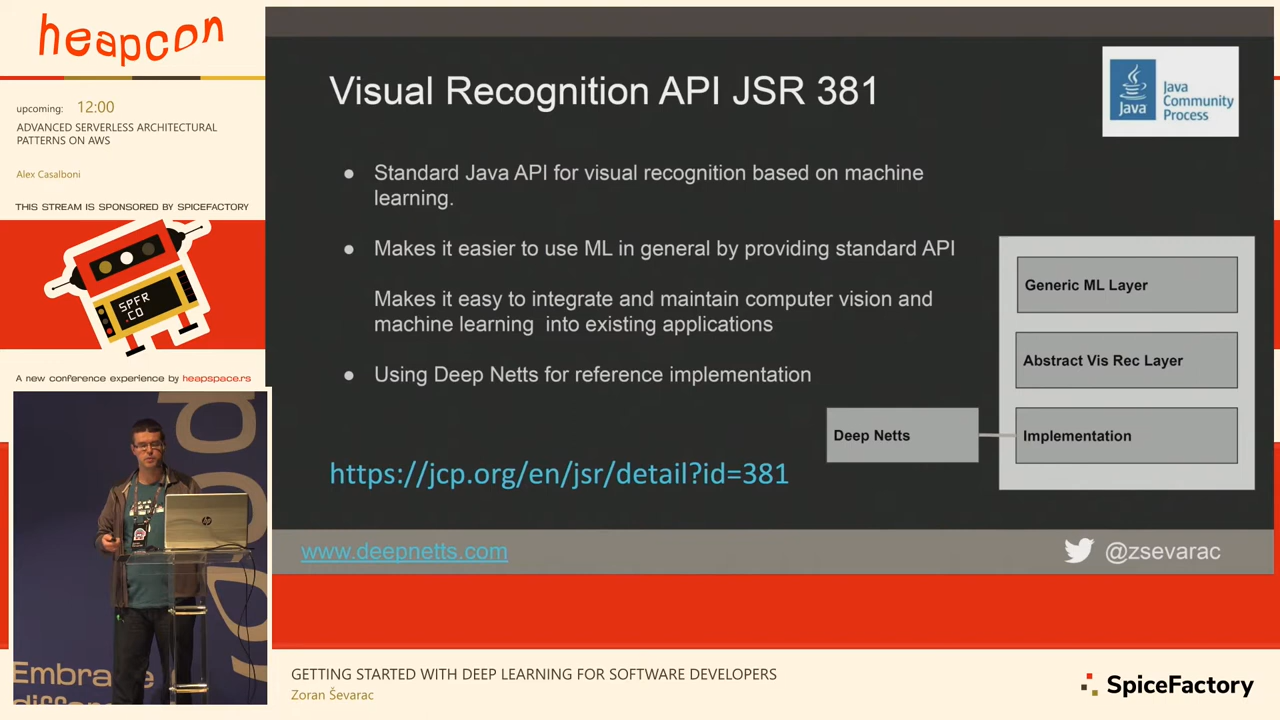 heapcon
upcoming: 12:00
ADVANCED SERVERLESS ARCHITECTURAL
PATTERNS ON AWS
Alex Casalboni
THIS STREAM IS SPONSORED BY SPICEFACTORY
SPFR
.CO
A new conference experience by heapspace.rs
Visual Recognition API JSR 381
Java
Java
Community
Process
● Standard Java API for visual recognition based on machine
learning.
● Makes it easier to use ML in general by providing standard API
Makes it easy to integrate and maintain computer vision and
machine learning into existing applications
● Using Deep Netts for reference implementation
Generic ML Layer
Abstract Vis Rec Layer
Deep Netts
Implementation
https://jcp.org/en/jsr/detail?id=381
www.deepnetts.com
@zsevarac
hp
Embra
GETTING STARTED WITH DEEP LEARNING FOR SOFTWARE DEVELOPERS
Zoran Ševarac
SpiceFactory